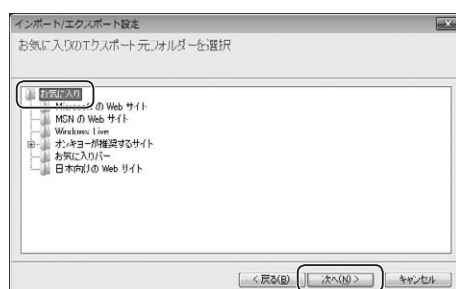 インポート/エクスポート設定
お気に入りのエクスポート元フォルダーを選択
お気に入り
Microsoft の Web サイト
MSN の Web サイト
Windows Live
オンキヨーが推奨するサイト
お気に入りバー
日本向けの Web サイト
< 戻る(B) 次へ(N) > キャンセル